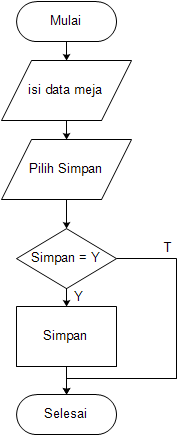 Mulai
isi data meja
Pilih Simpan
Simpan = Y
T
Y
Simpan
Selesai